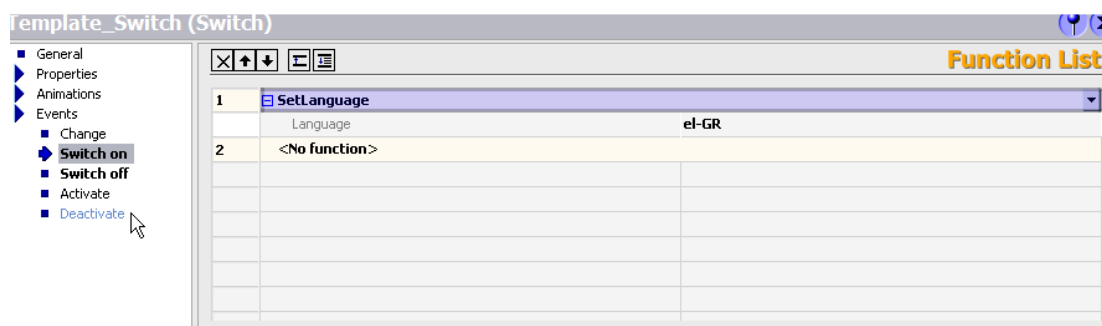 Template_Switch (Switch)
General
Properties
Animations
Events
Change
Switch on
Switch off
Activate
Deactivate
Function List
1 SetLanguage
Language el-GR
2 <No function>